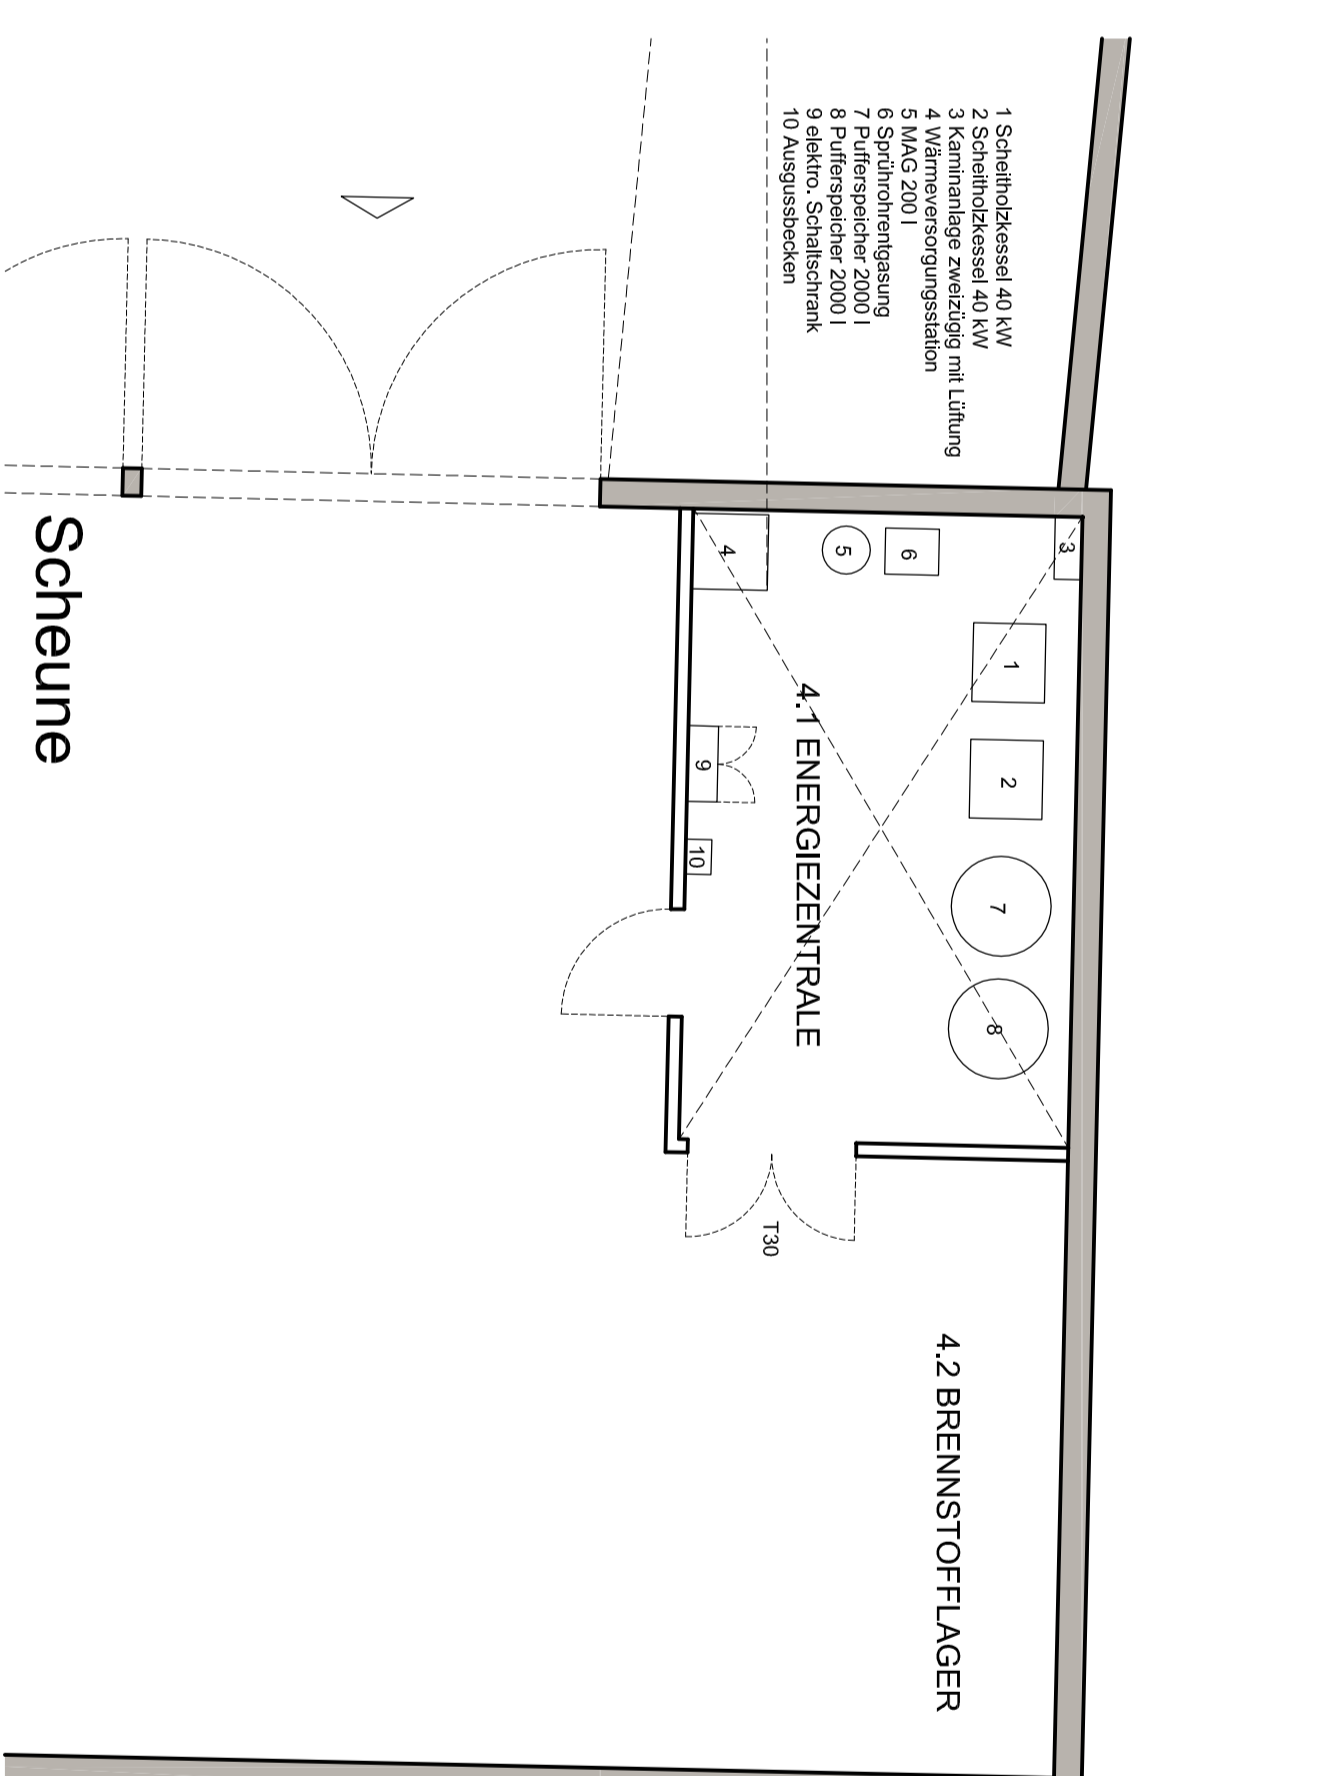 1 Scheitholzkessel 40 kW
2 Scheitholzkessel 40 kW
3 Kaminanlage zweizügig mit Lüftung
4 Wärmeversorgungsstation
5 MAG 200 l
6 Sprührohrentgasung
7 Pufferspeicher 2000 l
8 Pufferspeicher 2000 l
9 elektro. Schaltschrank
10 Ausgussbecken
3
1
2
7
8
6
5
4
9
10
4.1 ENERGIEZENTRALE
T30
4.2 BRENNSTOFFLAGER
Scheune